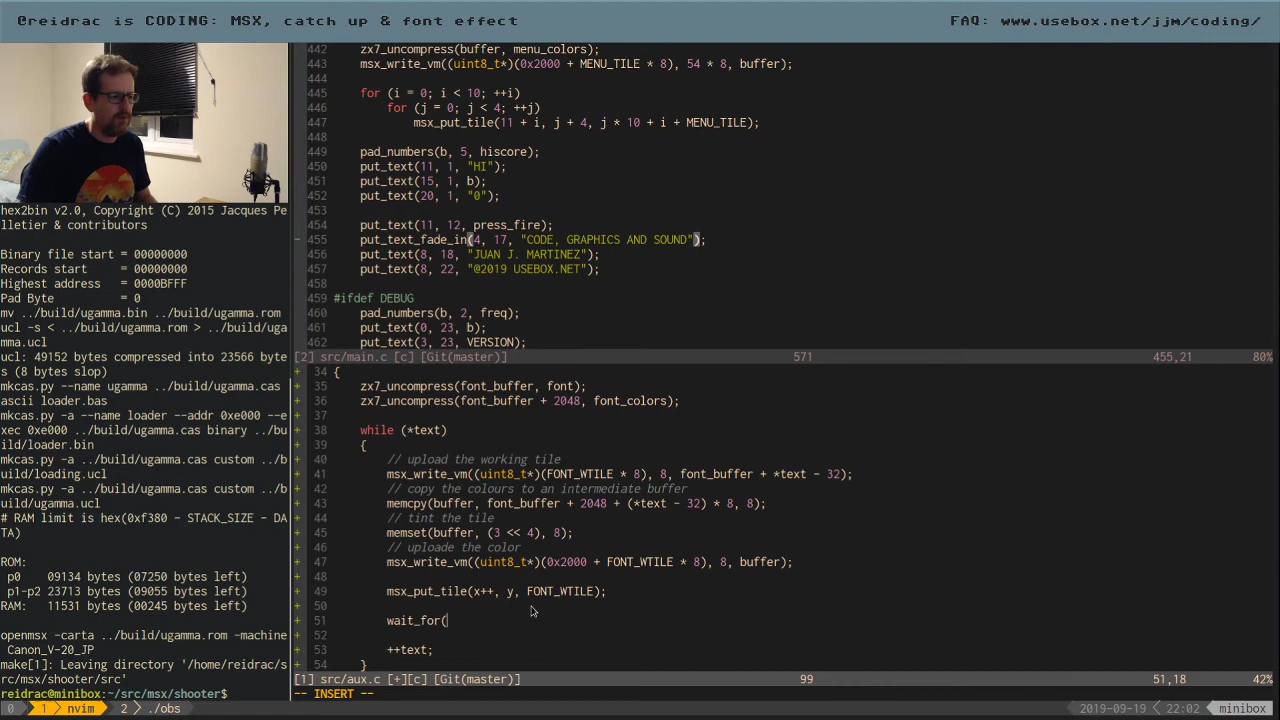 @reidrac is CODING: MSX, catch up & font effect
FAQ: www.usebox.net/jjm/coding/
hex2bin v2.0, Copyright (C) 2015 Jacques Pe
lletier & contributors
Binary file start = 00000000
Records start     = 00000000
Highest address   = 0000BFFF
Pad Byte          = 0
mv ../build/ugamma.bin ../build/ugamma.rom
ucl -s < ../build/ugamma.rom > ../build/uga
mma.ucl
ucl: 49152 bytes compressed into 23566 byte
s (8 bytes slop)
mkcas.py --name ugamma ../build/ugamma.cas
ascii loader.bas
mkcas.py -a --name loader --addr 0xe000 --e
xec 0xe000 ../build/ugamma.cas binary ../bu
ild/loader.bin
mkcas.py -a ../build/ugamma.cas custom ../b
uild/loading.ucl
mkcas.py -a ../build/ugamma.cas custom ../b
uild/ugamma.ucl
# RAM limit is hex(0xf380 - STACK_SIZE - DA
TA)
ROM:
p0    09134 bytes (07250 bytes left)
p1-p2 23713 bytes (09055 bytes left)
RAM:   11531 bytes (00245 bytes left)
openmsx -carta ../build/ugamma.rom -machine
Canon_V-20_JP
make[1]: Leaving directory '/home/reidrac/s
rc/msx/shooter/src'
reidrac@minibox:~/src/msx/shooter$
442     zx7_uncompress(buffer, menu_colors);
443     msx_write_vm((uint8_t*)(0x2000 + MENU_TILE * 8), 54 * 8, buffer);
444
445     for (i = 0; i < 10; ++i)
446         for (j = 0; j < 4; ++j)
447             msx_put_tile(11 + i, j + 4, j * 10 + i + MENU_TILE);
448
449     pad_numbers(b, 5, hiscore);
450     put_text(11, 1, "HI");
451     put_text(15, 1, b);
452     put_text(20, 1, "0");
453
454     put_text(11, 12, press_fire);
- 455     put_text_fade_in(4, 17, "CODE, GRAPHICS AND SOUND");
456     put_text(8, 18, "JUAN J. MARTINEZ");
457     put_text(8, 22, "@2019 USEBOX.NET");
458
459 #ifdef DEBUG
460     pad_numbers(b, 2, freq);
461     put_text(0, 23, b);
462     put_text(3, 23, VERSION);
[2] src/main.c [c] [Git(master)] 571 455,21 80%
+ 34 {
+ 35     zx7_uncompress(font_buffer, font);
+ 36     zx7_uncompress(font_buffer + 2048, font_colors);
+ 37
+ 38     while (*text)
+ 39     {
+ 40         // upload the working tile
+ 41         msx_write_vm((uint8_t*)(FONT_WTILE * 8), 8, font_buffer + *text - 32);
+ 42         // copy the colours to an intermediate buffer
+ 43         memcpy(buffer, font_buffer + 2048 + (*text - 32) * 8, 8);
+ 44         // tint the tile
+ 45         memset(buffer, (3 << 4), 8);
+ 46         // uploade the color
+ 47         msx_write_vm((uint8_t*)(0x2000 + FONT_WTILE * 8), 8, buffer);
+ 48
+ 49         msx_put_tile(x++, y, FONT_WTILE);
+ 50
+ 51         wait_for(
+ 52
+ 53         ++text;
+ 54     }
[1] src/aux.c [+][c] [Git(master)] 99 51,18 42%
-- INSERT --
0 1 nvim 2 ./obs 2019-09-19 22:02 minibox